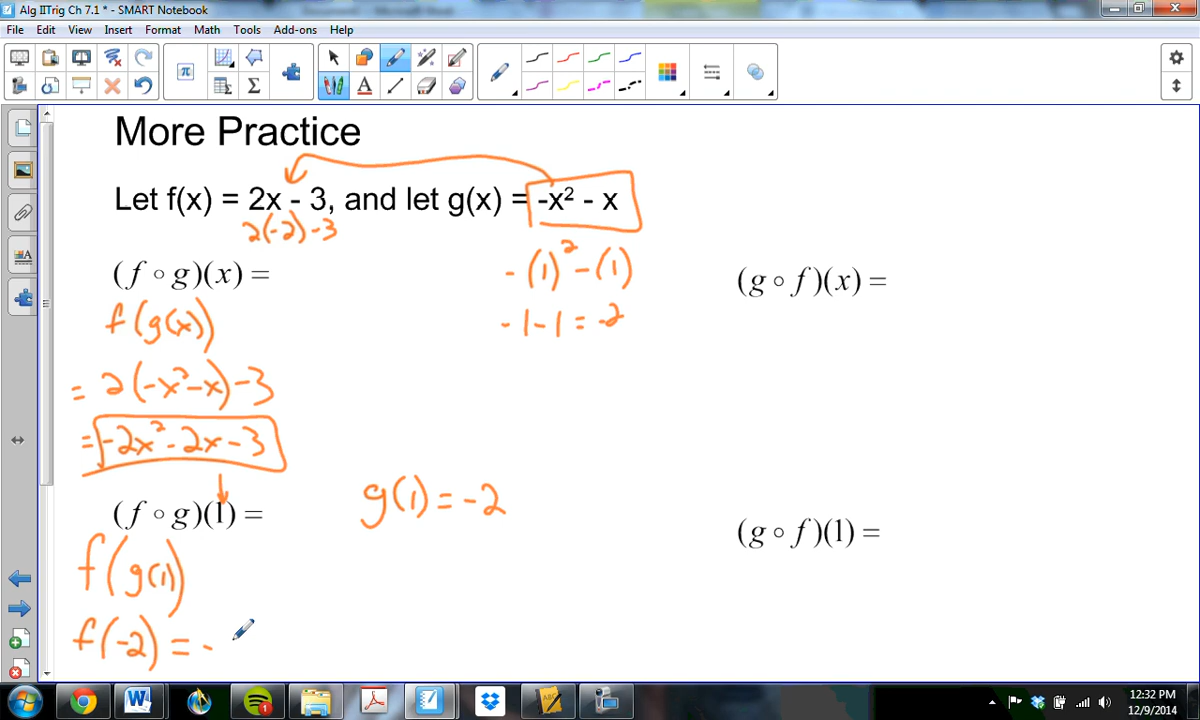 Alg IITrig Ch 7.1 * - SMART Notebook
File Edit View Insert Format Math Tools Add-ons Help
More Practice
Let f(x) = 2x - 3, and let g(x) = -x² - x
2(-2)-3
-(1)²-(1)
-1-1=-2
(f ∘ g)(x) =
(g ∘ f)(x) =
f(g(x))
= 2(-x²-x)-3
= -2x²-2x-3
(f ∘ g)(1) =
g(1) = -2
(g ∘ f)(1) =
f(g(1))
f(-2) = -
12:32 PM
12/9/2014